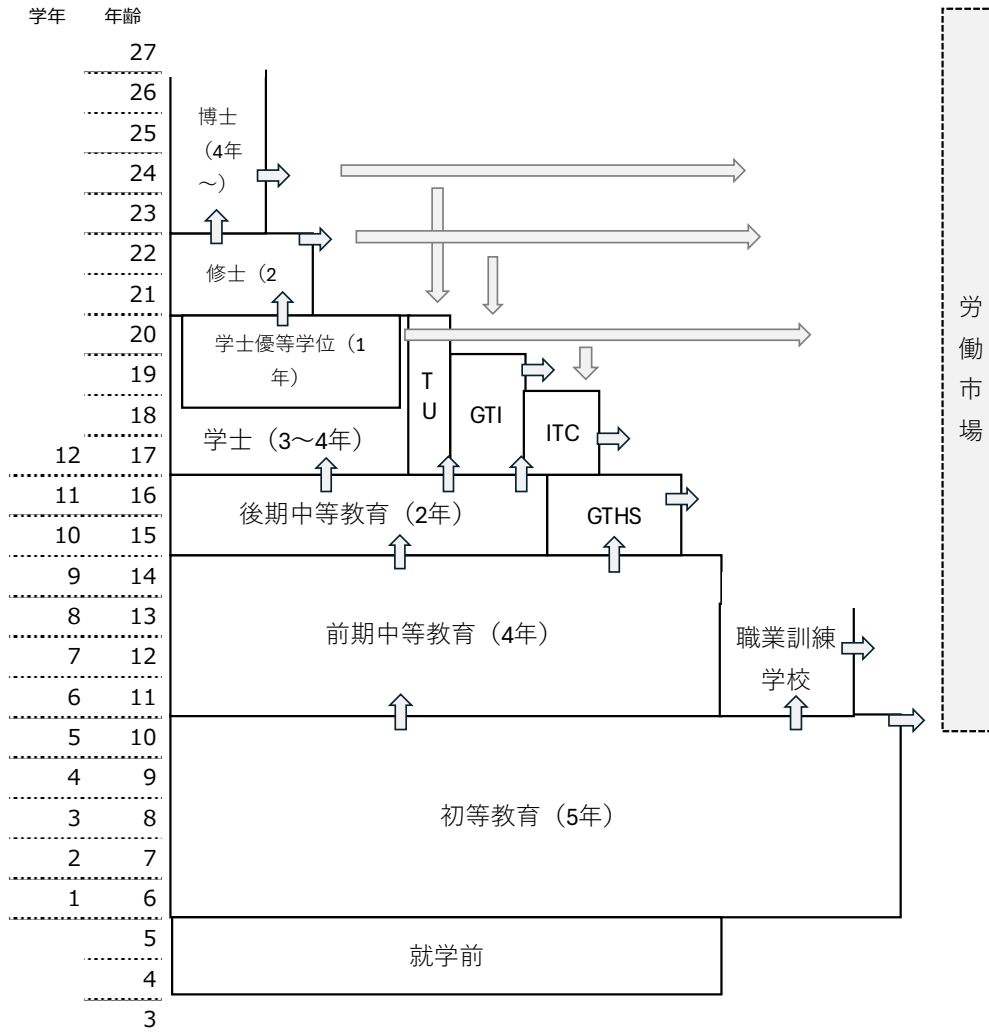 学年 年齢
27
26
25
24
23
22
21
20
19
18
12 17
11 16
10 15
9 14
8 13
7 12
6 11
5 10
4 9
3 8
2 7
1 6
5
4
3
博士
（4年
～）
修士（2
学士優等学位（1
年）
学士（3～4年）
T
U
GTI
ITC
後期中等教育（2年）
GTHS
前期中等教育（4年）
職業訓練
学校
初等教育（5年）
就学前
労
働
市
場